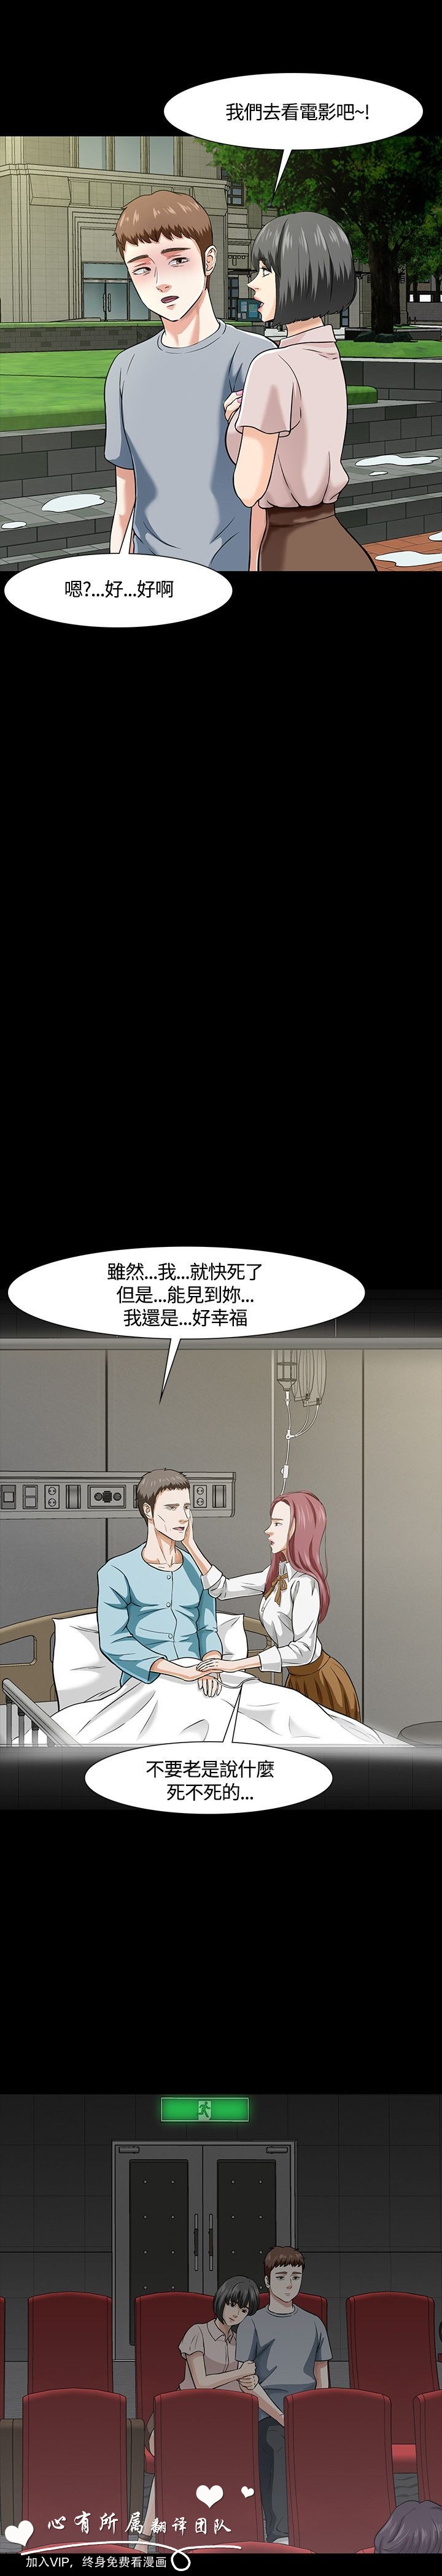 我們去看電影吧~!
嗯?...好...好啊
雖然...我...就快死了
但是...能見到妳...
我還是...好幸福
不要老是說什麼
死不死的...
心有所属翻译团队
加入VIP，终身免费看漫画